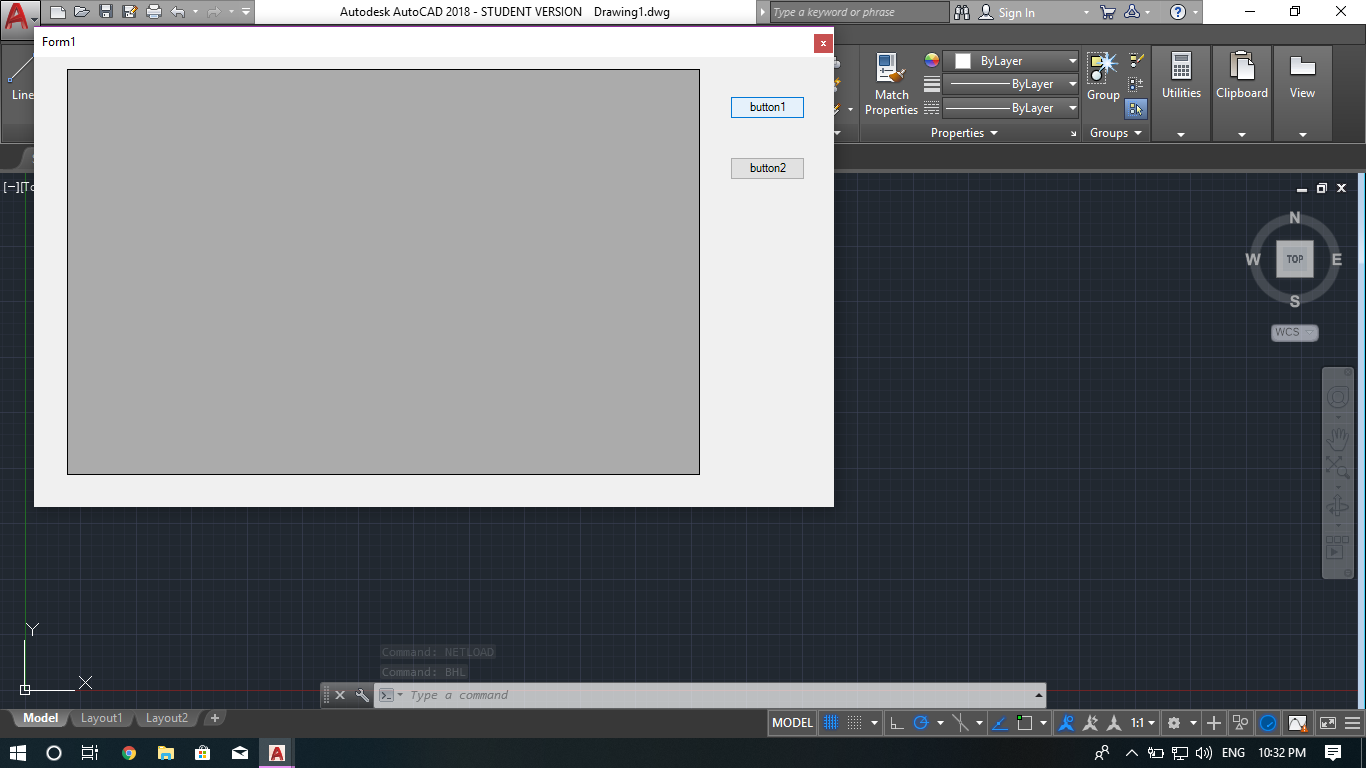 Autodesk AutoCAD 2018 - STUDENT VERSION Drawing1.dwg
Type a keyword or phrase
Sign In
Form1
x
button1
button2
Line
Match
Properties
ByLayer
ByLayer
ByLayer
Properties
Group
Groups
Utilities
Clipboard
View
[−][To
N
W
TOP
E
S
WCS
Y
X
Command: NETLOAD
Command: BHL
Type a command
Model
Layout1
Layout2
+
MODEL
1:1
ENG
10:32 PM